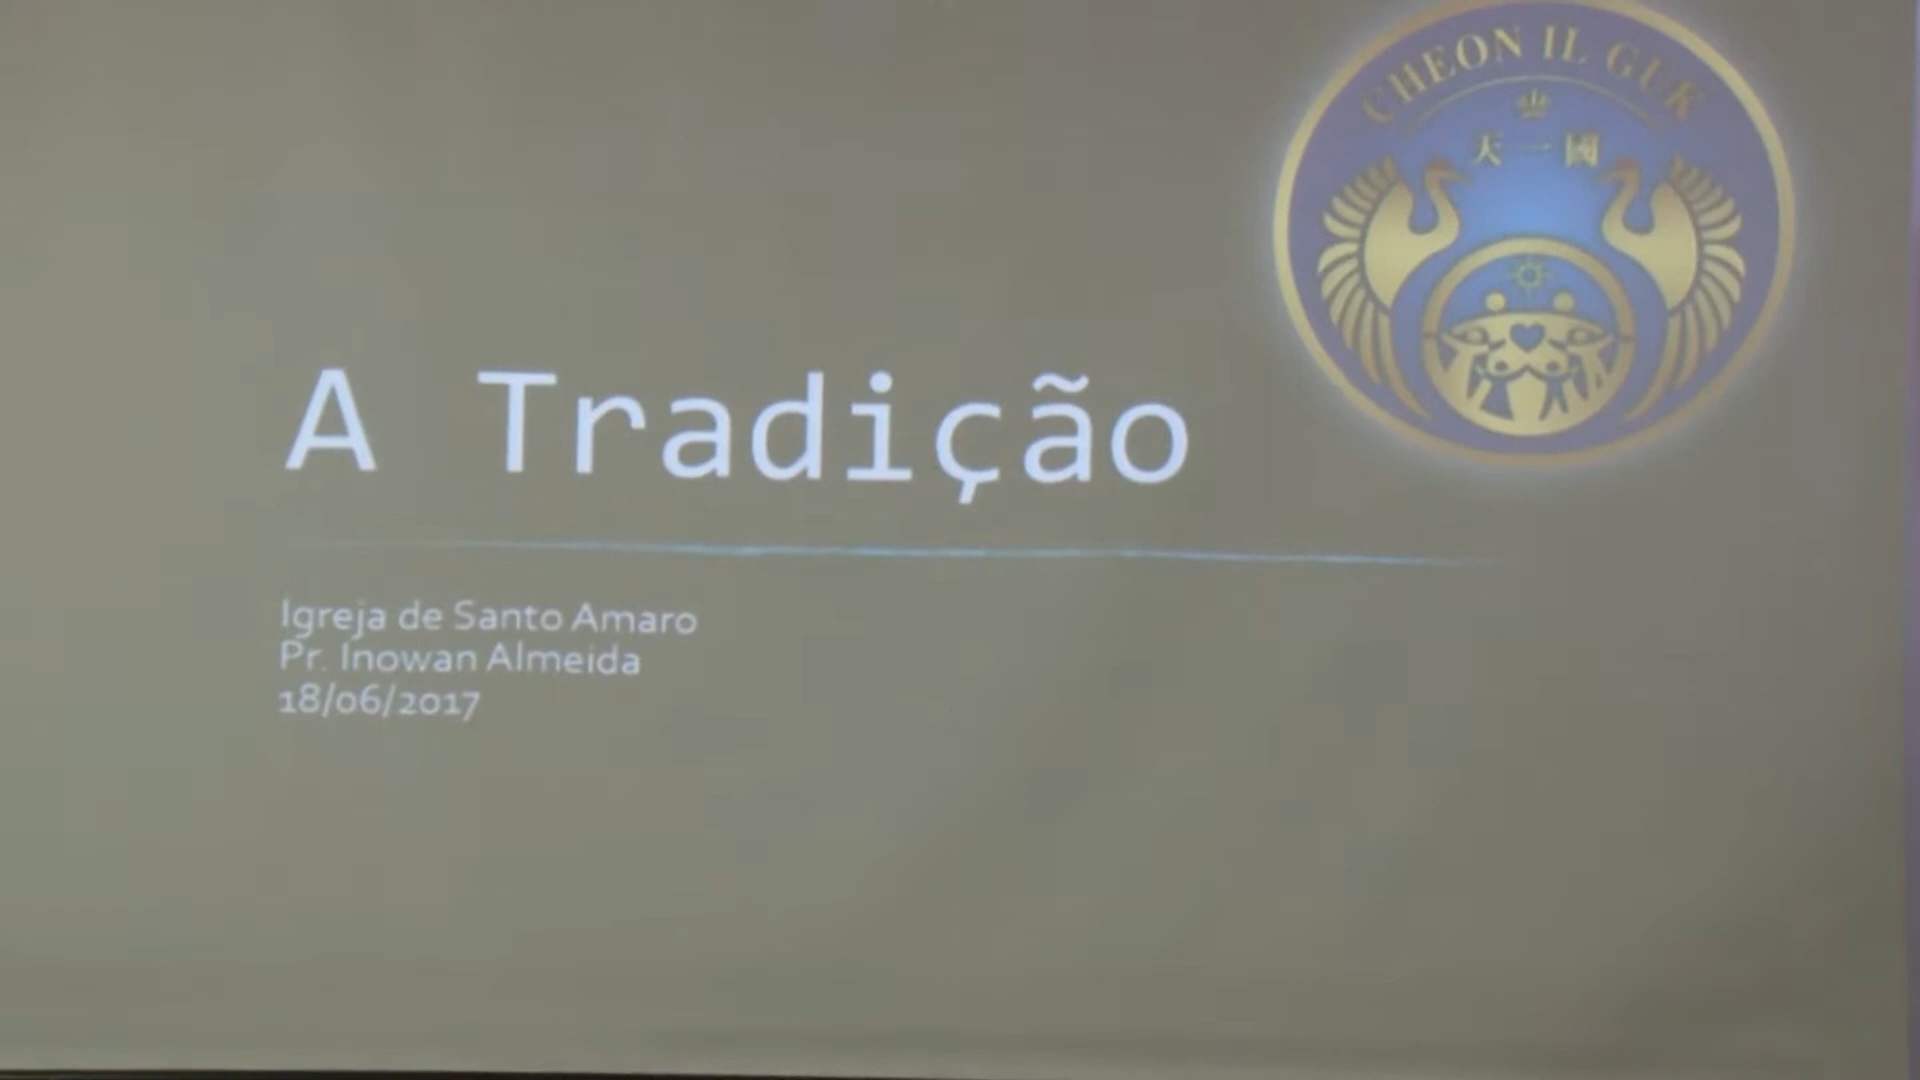 CHEON IL GUK
天一國
A Tradição
Igreja de Santo Amaro
Pr. Inowan Almeida
18/06/2017